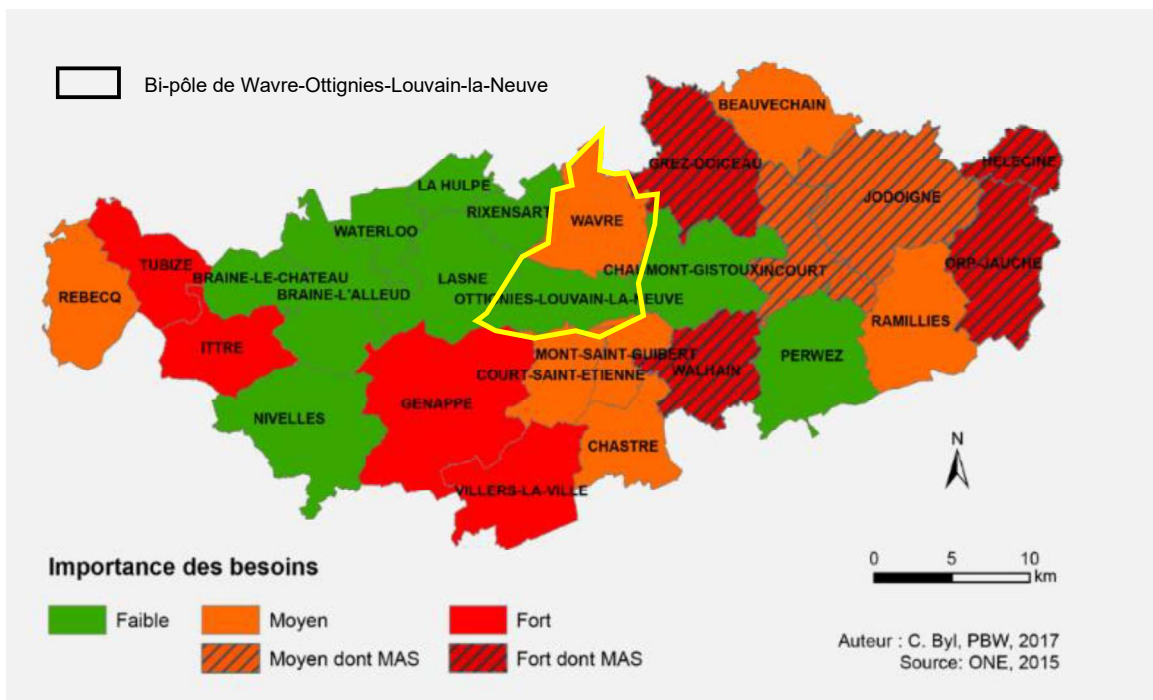 Bi-pôle de Wavre-Ottignies-Louvain-la-Neuve
BEAUVECHAIN
GREZ-DOICEAU
HELECINE
LA HULPE
JODOIGNE
RIXENSART
WAVRE
WATERLOO
TUBIZE
ORP-JAUCHE
CHAUMONT-GISTOUX
INCOURT
BRAINE-LE-CHATEAU
LASNE
REBECQ
BRAINE-L'ALLEUD
OTTIGNIES-LOUVAIN-LA-NEUVE
RAMILLIES
ITTRE
MONT-SAINT-GUIBERT
PERWEZ
WALHAIN
COURT-SAINT-ETIENNE
GENAPPE
NIVELLES
CHASTRE
N
VILLERS-LA-VILLE
Importance des besoins
0 5 10
km
Faible Moyen Fort
Moyen dont MAS Fort dont MAS
Auteur : C. Byl, PBW, 2017
Source: ONE, 2015